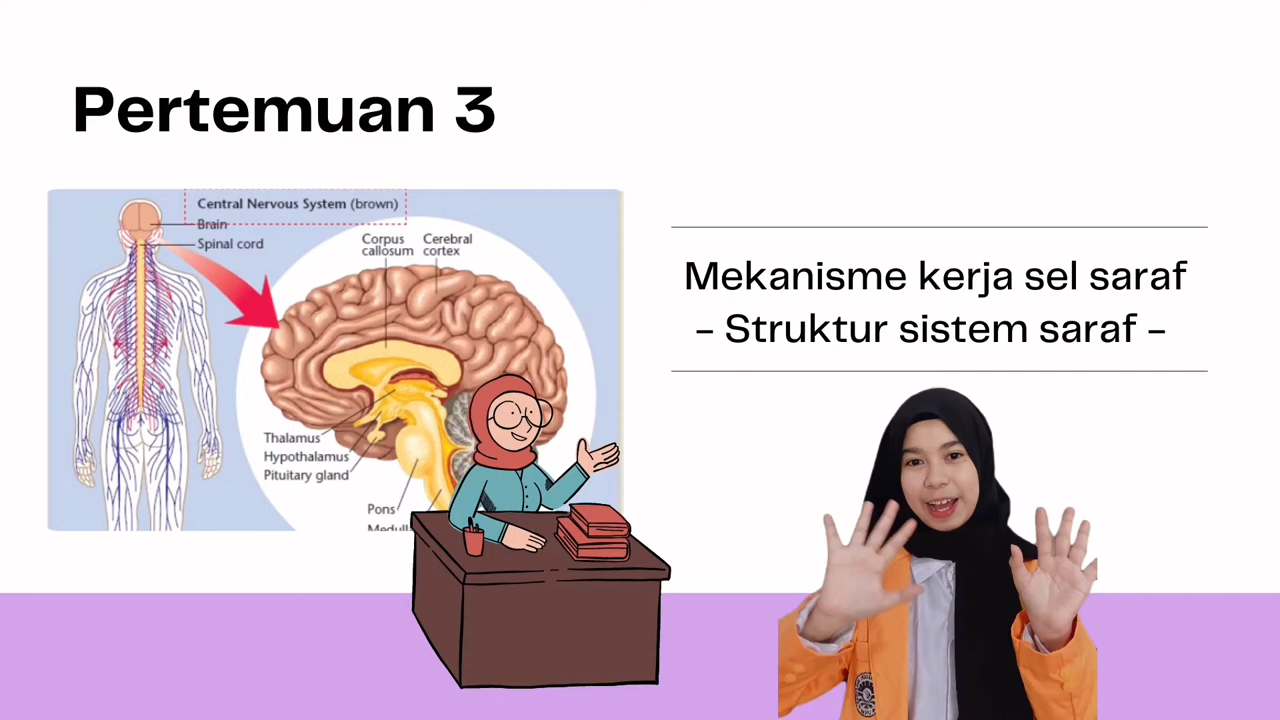 Pertemuan 3
Central Nervous System (brown)
Brain
Spinal cord
Corpus
callosum
Cerebral
cortex
Thalamus
Hypothalamus
Pituitary gland
Pons
Mekanisme kerja sel saraf
- Struktur sistem saraf -